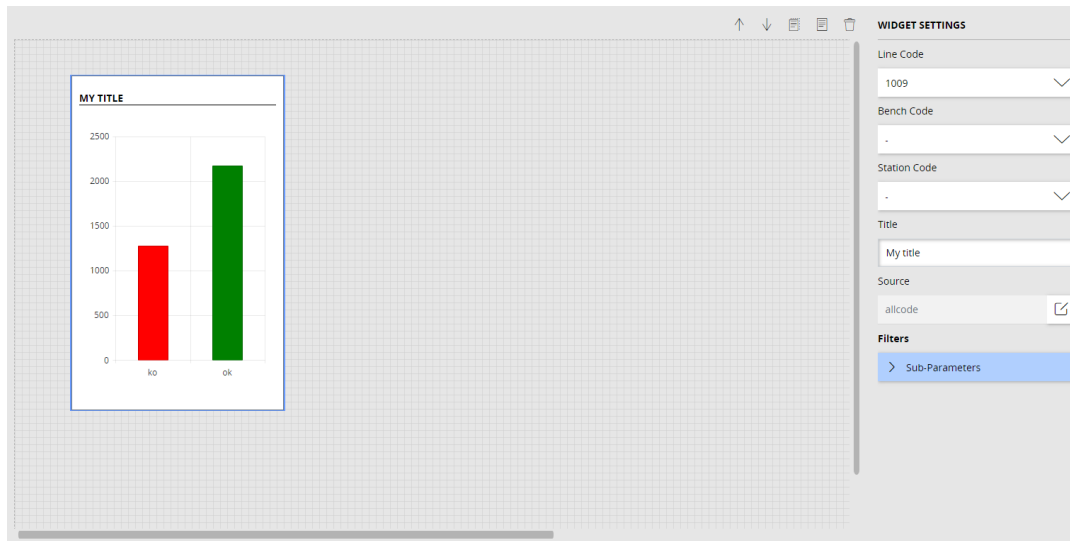 WIDGET SETTINGS
Line Code
1009
Bench Code
-
Station Code
-
Title
My title
Source
allcode
Filters
Sub-Parameters
MY TITLE
2500
2000
1500
1000
500
0
ko ok